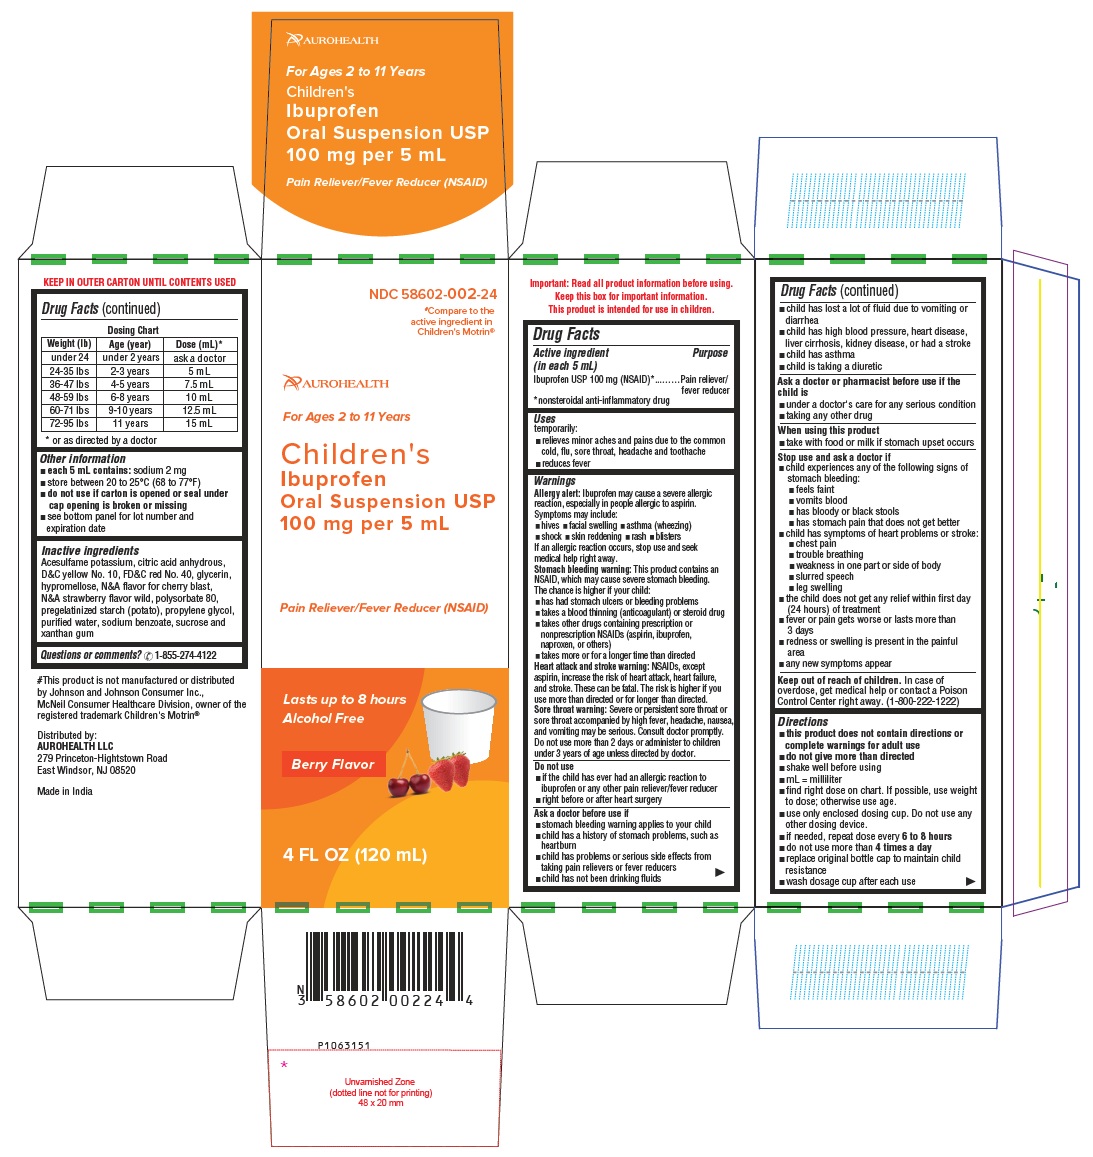 AUROHEALTH
For Ages 2 to 11 Years
Children's
Ibuprofen
Oral Suspension USP
100 mg per 5 mL
Pain Reliever/Fever Reducer (NSAID)
KEEP IN OUTER CARTON UNTIL CONTENTS USED
Drug Facts (continued)
Dosing Chart
Weight (lb) Age (year) Dose (mL)*
under 24 under 2 years ask a doctor
24-35 lbs 2-3 years 5 mL
36-47 lbs 4-5 years 7.5 mL
48-59 lbs 6-8 years 10 mL
60-71 lbs 9-10 years 12.5 mL
72-95 lbs 11 years 15 mL
* or as directed by a doctor
Other information
■ each 5 mL contains: sodium 2 mg
■ store between 20 to 25°C (68 to 77°F)
■ do not use if carton is opened or seal under
cap opening is broken or missing
■ see bottom panel for lot number and
expiration date
Inactive ingredients
Acesulfame potassium, citric acid anhydrous,
D&C yellow No. 10, FD&C red No. 40, glycerin,
hypromellose, N&A flavor for cherry blast,
N&A strawberry flavor wild, polysorbate 80,
pregelatinized starch (potato), propylene glycol,
purified water, sodium benzoate, sucrose and
xanthan gum
Questions or comments? ✆ 1-855-274-4122
#This product is not manufactured or distributed
by Johnson and Johnson Consumer Inc.,
McNeil Consumer Healthcare Division, owner of the
registered trademark Children's Motrin®
Distributed by:
AUROHEALTH LLC
279 Princeton-Hightstown Road
East Windsor, NJ 08520
Made in India
NDC 58602-002-24
*Compare to the
active ingredient in
Children's Motrin®
AUROHEALTH
For Ages 2 to 11 Years
Children's
Ibuprofen
Oral Suspension USP
100 mg per 5 mL
Pain Reliever/Fever Reducer (NSAID)
Lasts up to 8 hours
Alcohol Free
Berry Flavor
4 FL OZ (120 mL)
N
3 58602 00224 4
P1063151
*
Unvarnished Zone
(dotted line not for printing)
48 x 20 mm
Important: Read all product information before using.
Keep this box for important information.
This product is intended for use in children.
Drug Facts
Active ingredient Purpose
(in each 5 mL)
Ibuprofen USP 100 mg (NSAID)*.........Pain reliever/
fever reducer
*nonsteroidal anti-inflammatory drug
Uses
temporarily:
■ relieves minor aches and pains due to the common
cold, flu, sore throat, headache and toothache
■ reduces fever
Warnings
Allergy alert: Ibuprofen may cause a severe allergic
reaction, especially in people allergic to aspirin.
Symptoms may include:
■ hives ■ facial swelling ■ asthma (wheezing)
■ shock ■ skin reddening ■ rash ■ blisters
If an allergic reaction occurs, stop use and seek
medical help right away.
Stomach bleeding warning: This product contains an
NSAID, which may cause severe stomach bleeding.
The chance is higher if your child:
■ has had stomach ulcers or bleeding problems
■ takes a blood thinning (anticoagulant) or steroid drug
■ takes other drugs containing prescription or
nonprescription NSAIDs (aspirin, ibuprofen,
naproxen, or others)
■ takes more or for a longer time than directed
Heart attack and stroke warning: NSAIDs, except
aspirin, increase the risk of heart attack, heart failure,
and stroke. These can be fatal. The risk is higher if you
use more than directed or for longer than directed.
Sore throat warning: Severe or persistent sore throat or
sore throat accompanied by high fever, headache, nausea,
and vomiting may be serious. Consult doctor promptly.
Do not use more than 2 days or administer to children
under 3 years of age unless directed by doctor.
Do not use
■ if the child has ever had an allergic reaction to
ibuprofen or any other pain reliever/fever reducer
■ right before or after heart surgery
Ask a doctor before use if
■ stomach bleeding warning applies to your child
■ child has a history of stomach problems, such as
heartburn
■ child has problems or serious side effects from
taking pain relievers or fever reducers
■ child has not been drinking fluids
Drug Facts (continued)
■ child has lost a lot of fluid due to vomiting or
diarrhea
■ child has high blood pressure, heart disease,
liver cirrhosis, kidney disease, or had a stroke
■ child has asthma
■ child is taking a diuretic
Ask a doctor or pharmacist before use if the
child is
■ under a doctor's care for any serious condition
■ taking any other drug
When using this product
■ take with food or milk if stomach upset occurs
Stop use and ask a doctor if
■ child experiences any of the following signs of
stomach bleeding:
■ feels faint
■ vomits blood
■ has bloody or black stools
■ has stomach pain that does not get better
■ child has symptoms of heart problems or stroke:
■ chest pain
■ trouble breathing
■ weakness in one part or side of body
■ slurred speech
■ leg swelling
■ the child does not get any relief within first day
(24 hours) of treatment
■ fever or pain gets worse or lasts more than
3 days
■ redness or swelling is present in the painful
area
■ any new symptoms appear
Keep out of reach of children. In case of
overdose, get medical help or contact a Poison
Control Center right away. (1-800-222-1222)
Directions
■ this product does not contain directions or
complete warnings for adult use
■ do not give more than directed
■ shake well before using
■ mL = milliliter
■ find right dose on chart. If possible, use weight
to dose; otherwise use age.
■ use only enclosed dosing cup. Do not use any
other dosing device.
■ if needed, repeat dose every 6 to 8 hours
■ do not use more than 4 times a day
■ replace original bottle cap to maintain child
resistance
■ wash dosage cup after each use